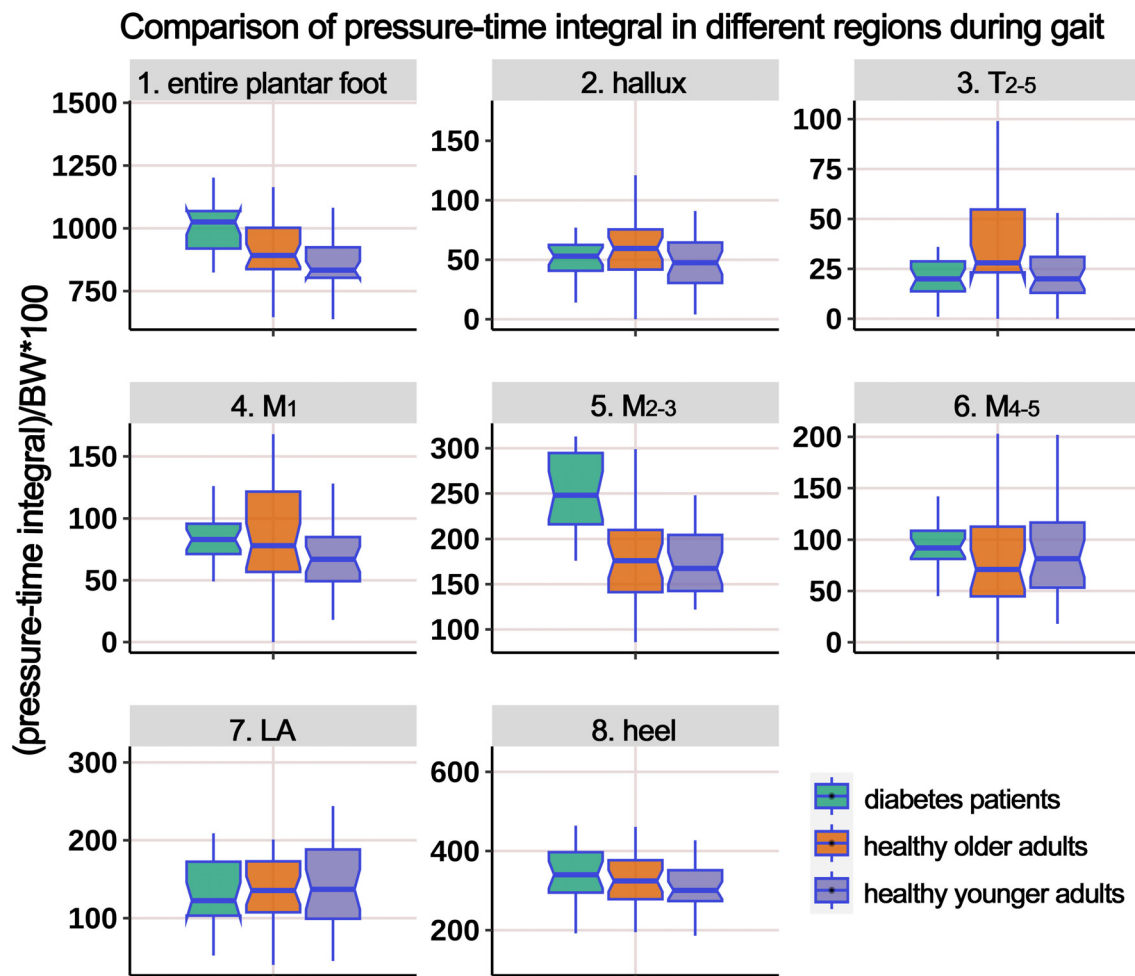 Comparison of pressure-time integral in different regions during gait
(pressure-time integral)/BW*100
1. entire plantar foot
1500
1250
1000
750
2. hallux
150
100
50
0
3. T2-5
100
75
50
25
0
4. M1
150
100
50
0
5. M2-3
300
250
200
150
100
6. M4-5
200
150
100
50
0
7. LA
300
200
100
8. heel
600
400
200
diabetes patients
healthy older adults
healthy younger adults